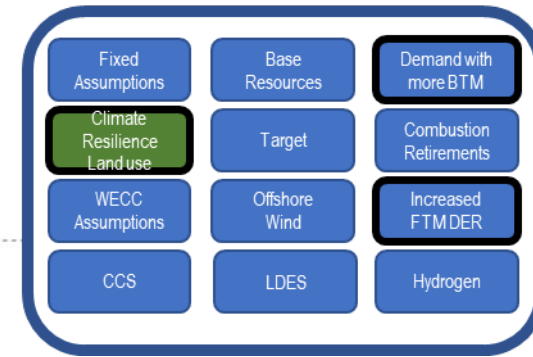 Fixed
Assumptions
Base
Resources
Demand with
more BTM
Climate
Resilience
Land use
Target
Combustion
Retirements
WECC
Assumptions
Offshore
Wind
Increased
FTM DER
CCS
LDES
Hydrogen